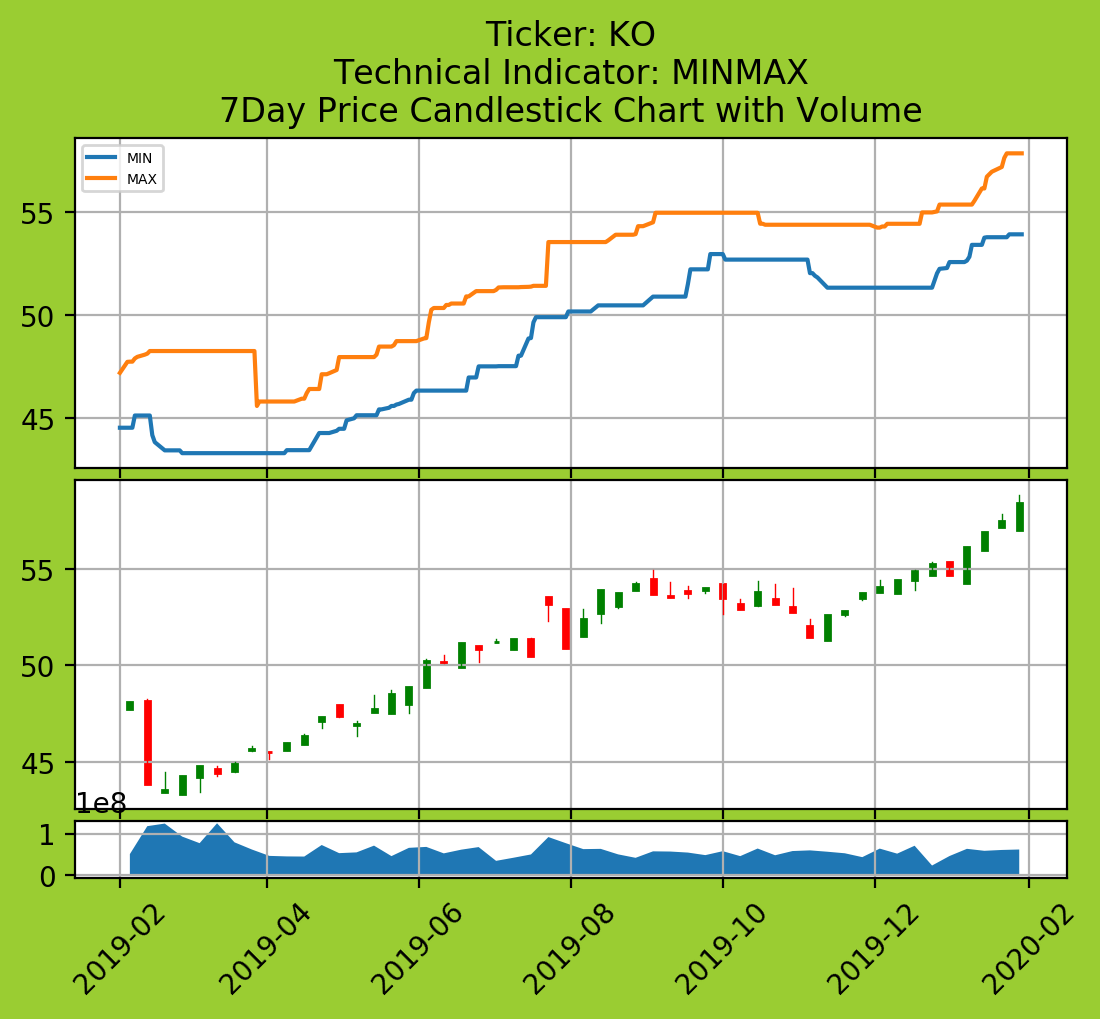 Ticker: KO
Technical Indicator: MINMAX
7Day Price Candlestick Chart with Volume
MIN
MAX
55
50
45
55
50
45
1e8
1
0
2019-02
2019-04
2019-06
2019-08
2019-10
2019-12
2020-02